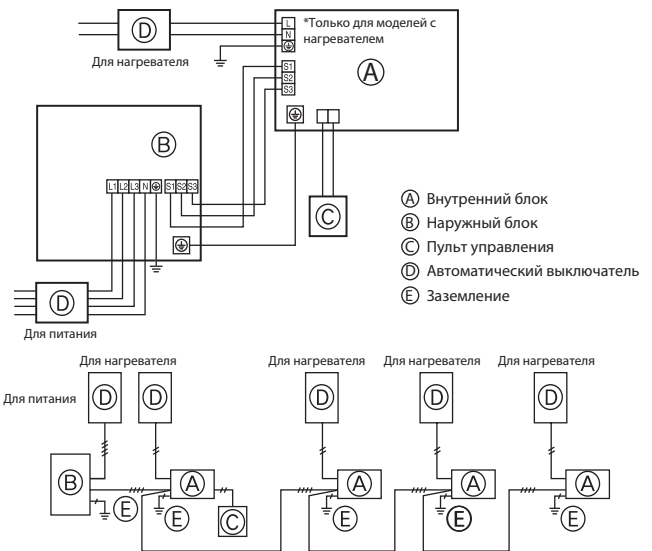 D
Для нагревателя
L
N
*Только для моделей с
нагревателем
S1
S2
S3
A
B
L1 L2 L3 N S1 S2 S3
C
D
Для питания
A Внутренний блок
B Наружный блок
C Пульт управления
D Автоматический выключатель
E Заземление
Для нагревателя Для нагревателя Для нагревателя Для нагревателя
Для питания
D D D D D
B A A A A
E E C E E E